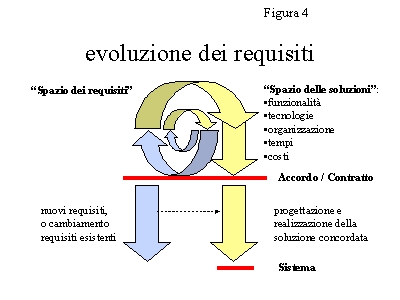 Figura 4
evoluzione dei requisiti
“Spazio dei requisiti”
“Spazio delle soluzioni”:
•funzionalità
•tecnologie
•organizzazione
•tempi
•costi
Accordo / Contratto
nuovi requisiti,
o cambiamento
requisiti esistenti
progettazione e
realizzazione della
soluzione concordata
Sistema